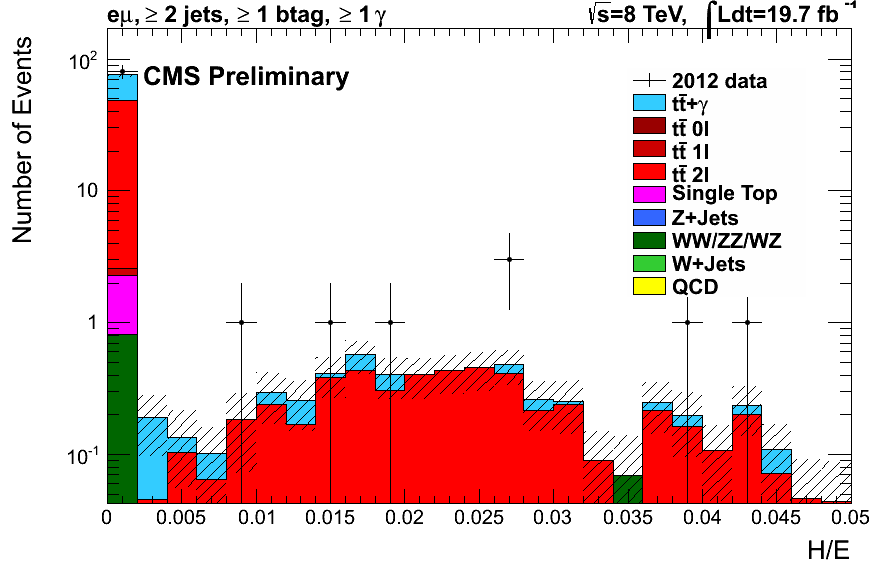 eμ, ≥ 2 jets, ≥ 1 btag, ≥ 1 γ
√s=8 TeV, ∫Ldt=19.7 fb⁻¹
CMS Preliminary
2012 data
tt̄+γ
tt̄ 0l
tt̄ 1l
tt̄ 2l
Single Top
Z+Jets
WW/ZZ/WZ
W+Jets
QCD
Number of Events
10²
10
1
10⁻¹
0 0.005 0.01 0.015 0.02 0.025 0.03 0.035 0.04 0.045 0.05
H/E